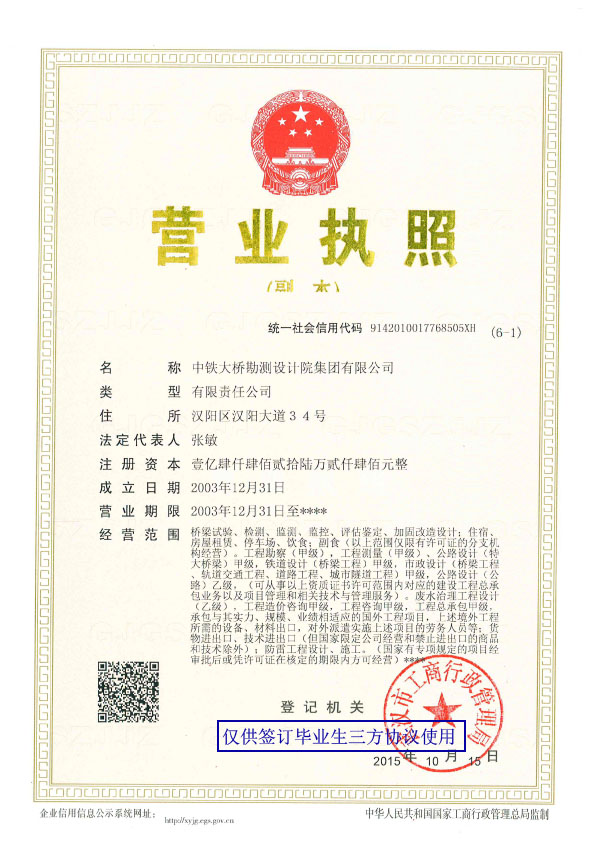 营业执照
（副 本）
统一社会信用代码 9142010017768505XH (6-1)
名 称 中铁大桥勘测设计院集团有限公司
类 型 有限责任公司
住 所 汉阳区汉阳大道３４号
法定代表人 张敏
注册资本 壹亿肆仟肆佰贰拾陆万贰仟肆佰元整
成立日期 2003年12月31日
营业期限 2003年12月31日至****
经营范围 桥梁试验、检测、监测、监控、评估鉴定、加固改造设计；住宿、
房屋租赁、停车场、饮食；副食（以上范围仅限有许可证的分支机
构经营）。工程勘察（甲级），工程测量（甲级）、公路设计（特
大桥梁）甲级，铁道设计（桥梁工程）甲级，市政设计（桥梁工程
、轨道交通工程、道路工程、城市隧道工程）甲级，公路设计（公
路）乙级，（可从事以上资质证书许可范围内对应的建设工程总承
包业务以及项目管理和相关技术与管理服务）。废水治理工程设计
（乙级），工程造价咨询甲级，工程咨询甲级，工程总承包甲级，
承包与其实力、规模、业绩相适应的国外工程项目，上述境外工程
所需的设备、材料出口，对外派遣实施上述项目的劳务人员等；货
物进出口、技术进出口（但国家限定公司经营和禁止进出口的商品
和技术除外）；防雷工程设计、施工。（国家有专项规定的项目经
审批后或凭许可证在核定的期限内方可经营）****
登记机关
武汉市工商行政管理局
仅供签订毕业生三方协议使用
2015 年 10 月 15 日
企业信用信息公示系统网址： http://xyjg.egs.gov.cn
中华人民共和国国家工商行政管理总局监制